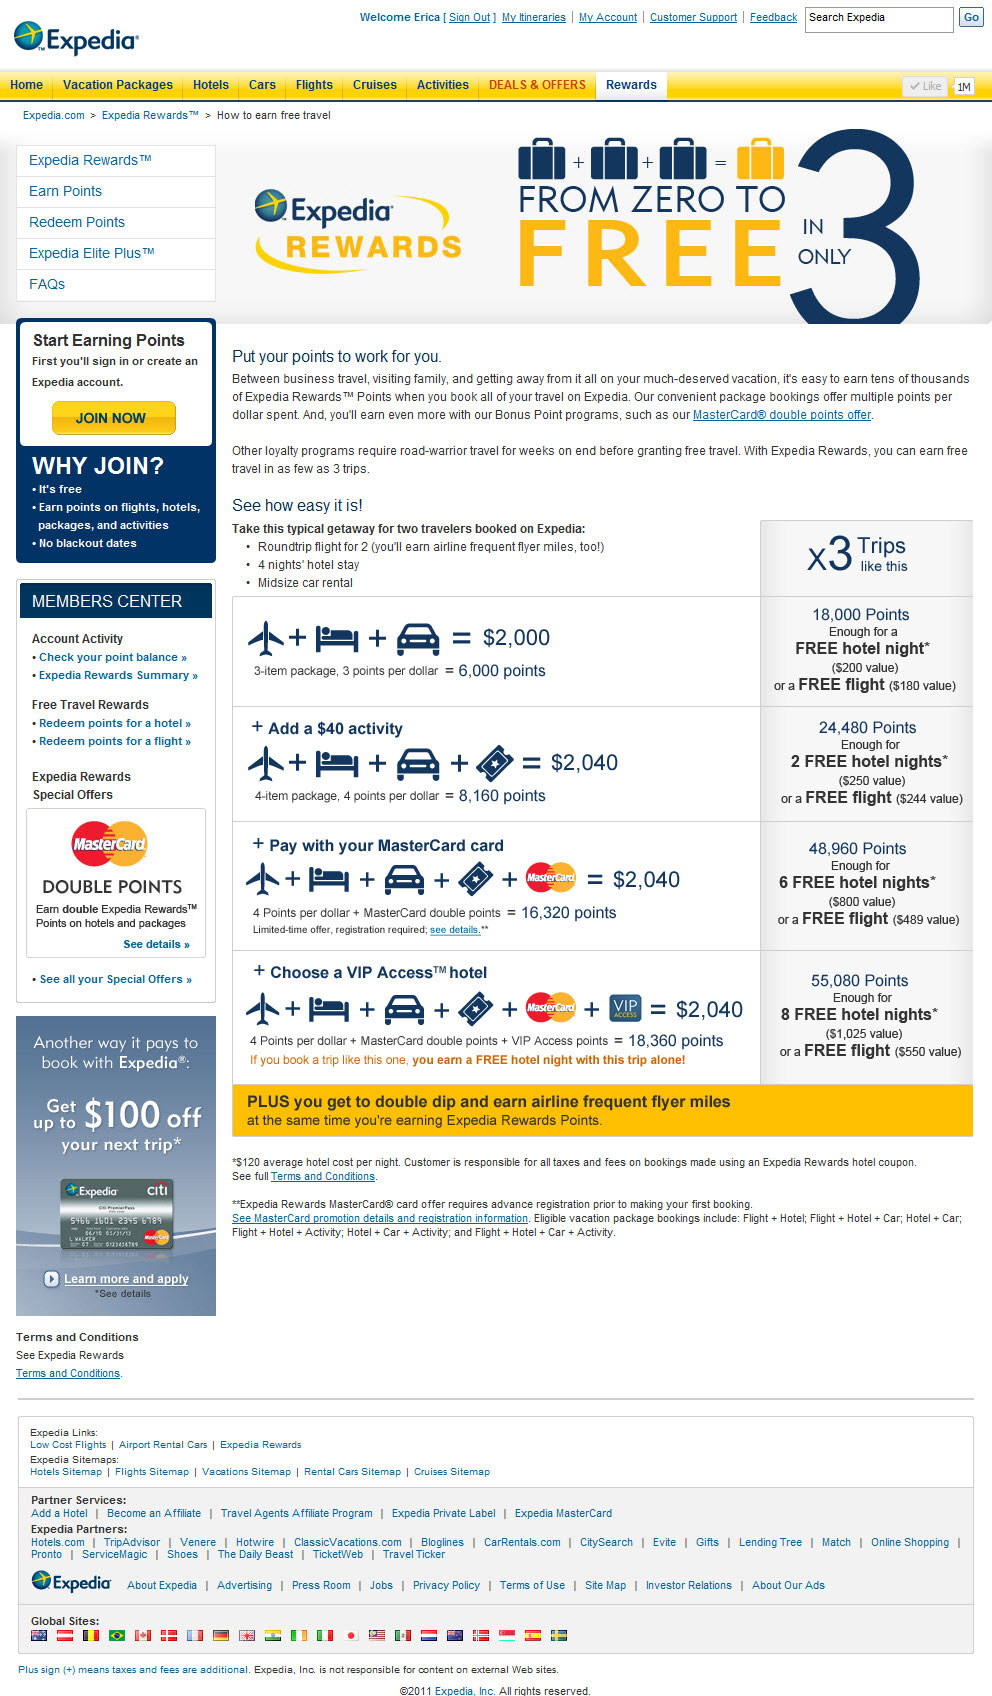 Welcome Erica [ Sign Out ] My Itineraries | My Account | Customer Support | Feedback
Search Expedia
Go
Expedia
Home
Vacation Packages
Hotels
Cars
Flights
Cruises
Activities
DEALS & OFFERS
Rewards
Like
1M
Expedia.com > Expedia Rewards™ > How to earn free travel
Expedia Rewards™
Earn Points
Redeem Points
Expedia Elite Plus™
FAQs
Expedia
REWARDS
+ + =
FROM ZERO TO
FREE
IN
ONLY
3
Start Earning Points
First you'll sign in or create an
Expedia account.
JOIN NOW
WHY JOIN?
• It's free
• Earn points on flights, hotels,
packages, and activities
• No blackout dates
MEMBERS CENTER
Account Activity
• Check your point balance »
• Expedia Rewards Summary »
Free Travel Rewards
• Redeem points for a hotel »
• Redeem points for a flight »
Expedia Rewards
Special Offers
MasterCard
DOUBLE POINTS
Earn double Expedia Rewards™
Points on hotels and packages
See details »
• See all your Special Offers »
Another way it pays to
book with Expedia®:
Get
up to $100 off
your next trip*
Expedia
citi
Citi PremierPass
5466 1601 2345 6789
L WALKER
MasterCard
Learn more and apply
*See details
Terms and Conditions
See Expedia Rewards
Terms and Conditions.
Put your points to work for you.
Between business travel, visiting family, and getting away from it all on your much-deserved vacation, it's easy to earn tens of thousands
of Expedia Rewards™ Points when you book all of your travel on Expedia. Our convenient package bookings offer multiple points per
dollar spent. And, you'll earn even more with our Bonus Point programs, such as our MasterCard® double points offer.
Other loyalty programs require road-warrior travel for weeks on end before granting free travel. With Expedia Rewards, you can earn free
travel in as few as 3 trips.
See how easy it is!
Take this typical getaway for two travelers booked on Expedia:
• Roundtrip flight for 2 (you'll earn airline frequent flyer miles, too!)
• 4 nights' hotel stay
• Midsize car rental
x3 Trips
like this
+ + = $2,000
3-item package, 3 points per dollar = 6,000 points
18,000 Points
Enough for a
FREE hotel night*
($200 value)
or a FREE flight ($180 value)
+ Add a $40 activity
+ + + = $2,040
4-item package, 4 points per dollar = 8,160 points
24,480 Points
Enough for
2 FREE hotel nights*
($250 value)
or a FREE flight ($244 value)
+ Pay with your MasterCard card
+ + + + MasterCard = $2,040
4 Points per dollar + MasterCard double points = 16,320 points
Limited-time offer, registration required; see details.**
48,960 Points
Enough for
6 FREE hotel nights*
($800 value)
or a FREE flight ($489 value)
+ Choose a VIP Access™ hotel
+ + + + MasterCard + VIP ACCESS = $2,040
4 Points per dollar + MasterCard double points + VIP Access points = 18,360 points
If you book a trip like this one, you earn a FREE hotel night with this trip alone!
55,080 Points
Enough for
8 FREE hotel nights*
($1,025 value)
or a FREE flight ($550 value)
PLUS you get to double dip and earn airline frequent flyer miles
at the same time you're earning Expedia Rewards Points.
*$120 average hotel cost per night. Customer is responsible for all taxes and fees on bookings made using an Expedia Rewards hotel coupon.
See full Terms and Conditions.
**Expedia Rewards MasterCard® card offer requires advance registration prior to making your first booking.
See MasterCard promotion details and registration information. Eligible vacation package bookings include: Flight + Hotel; Flight + Hotel + Car; Hotel + Car;
Flight + Hotel + Activity; Hotel + Car + Activity; and Flight + Hotel + Car + Activity.
Expedia Links:
Low Cost Flights | Airport Rental Cars | Expedia Rewards
Expedia Sitemaps:
Hotels Sitemap | Flights Sitemap | Vacations Sitemap | Rental Cars Sitemap | Cruises Sitemap
Partner Services:
Add a Hotel | Become an Affiliate | Travel Agents Affiliate Program | Expedia Private Label | Expedia MasterCard
Expedia Partners:
Hotels.com | TripAdvisor | Venere | Hotwire | ClassicVacations.com | Bloglines | CarRentals.com | CitySearch | Evite | Gifts | Lending Tree | Match | Online Shopping |
Pronto | ServiceMagic | Shoes | The Daily Beast | TicketWeb | Travel Ticker
Expedia About Expedia | Advertising | Press Room | Jobs | Privacy Policy | Terms of Use | Site Map | Investor Relations | About Our Ads
Global Sites:
Plus sign (+) means taxes and fees are additional. Expedia, Inc. is not responsible for content on external Web sites.
©2011 Expedia, Inc. All rights reserved.